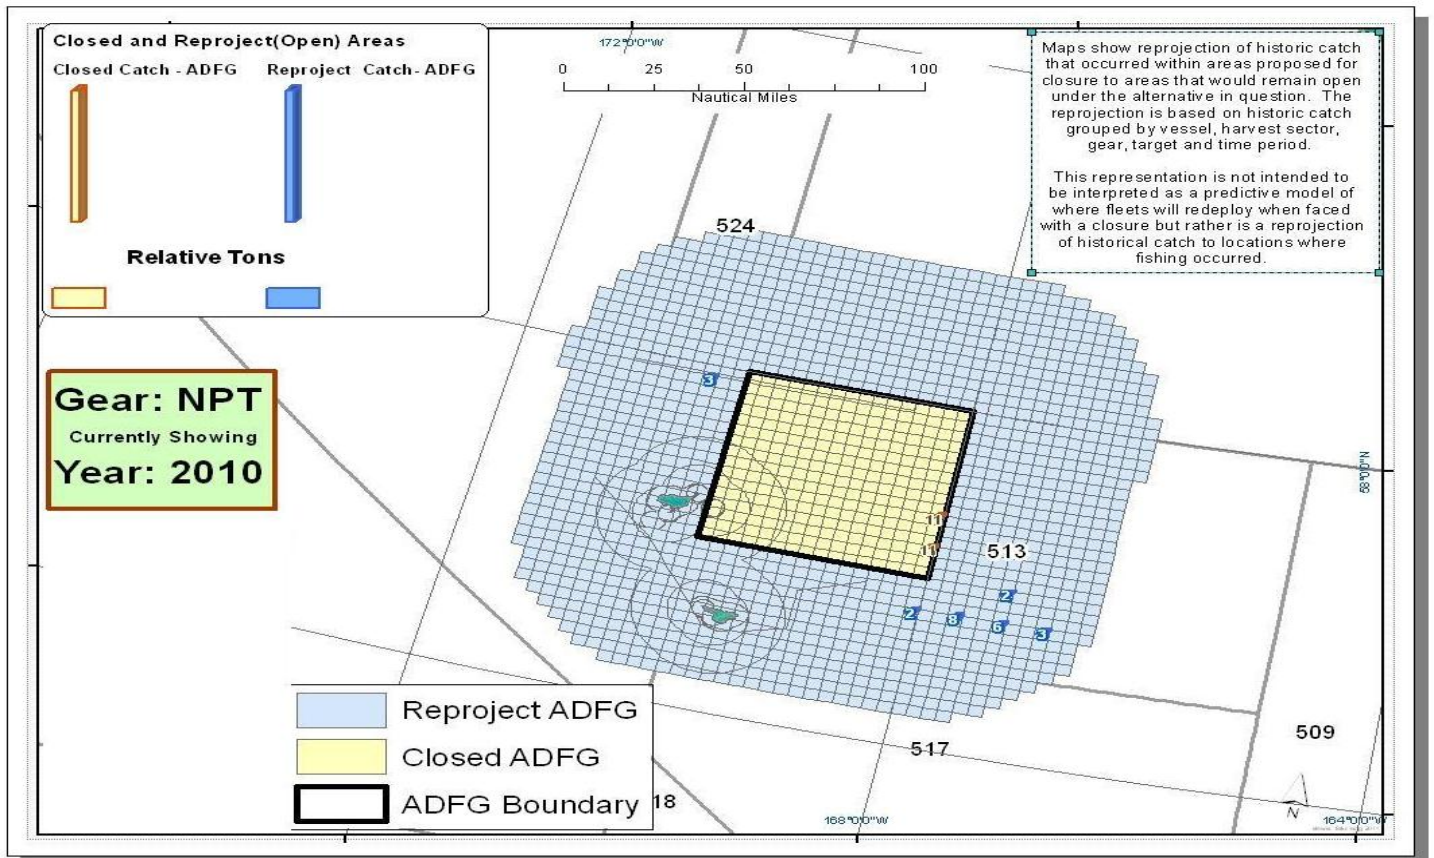 Closed and Reproject(Open) Areas
Closed Catch - ADFG Reproject Catch- ADFG
Relative Tons
172°0'0"W
0 25 50 100
Nautical Miles
Maps show reprojection of historic catch
that occurred within areas proposed for
closure to areas that would remain open
under the alternative in question. The
reprojection is based on historic catch
grouped by vessel, harvest sector,
gear, target and time period.
This representation is not intended to
be interpreted as a predictive model of
where fleets will redeploy when faced
with a closure but rather is a reprojection
of historical catch to locations where
fishing occurred.
524
Gear: NPT
Currently Showing
Year: 2010
3
58°0'0"N
11
11
513
2
2
8
6
3
Reproject ADFG
Closed ADFG
ADFG Boundary
18
517
509
N
168°0'0"W
164°0'0"W